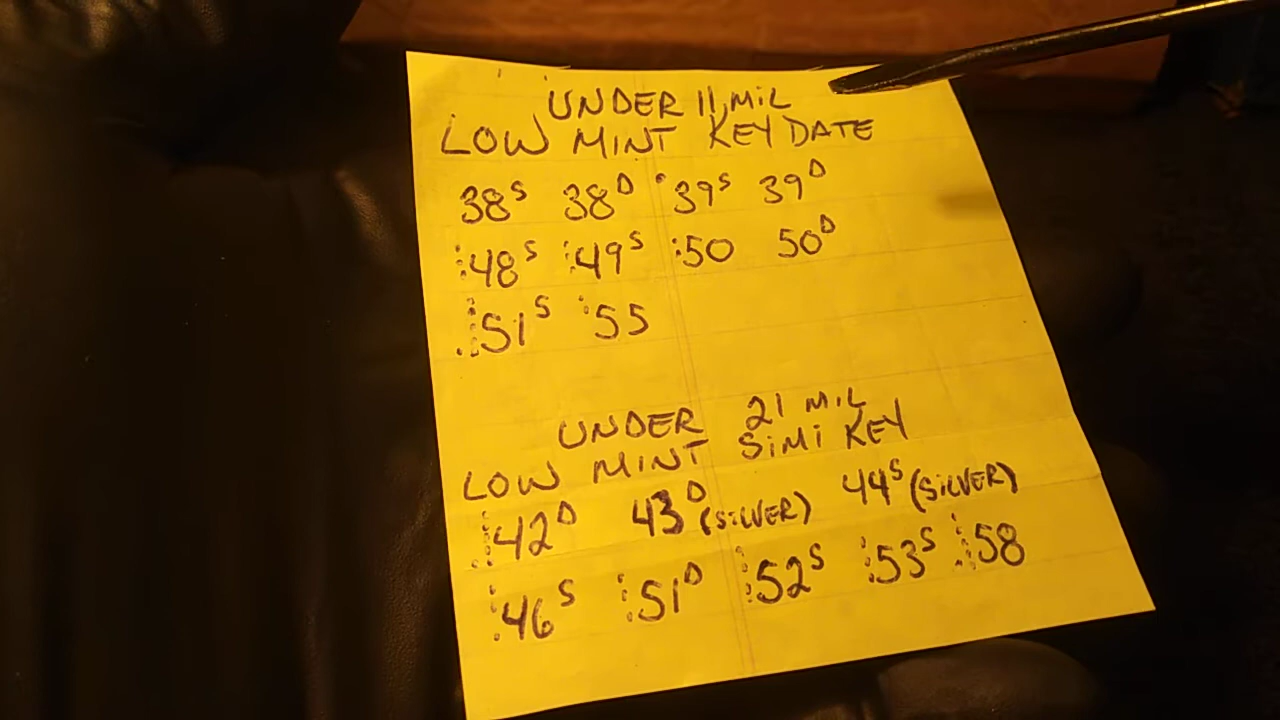 UNDER 11, MIL
LOW MINT KEY DATE
38S 38D 39S 39D
48S 49S 50 50D
51S 55
UNDER 21 MIL
LOW MINT SIMI KEY
42D 43D (SILVER) 44S (SILVER)
46S 51D 52S 53S 58